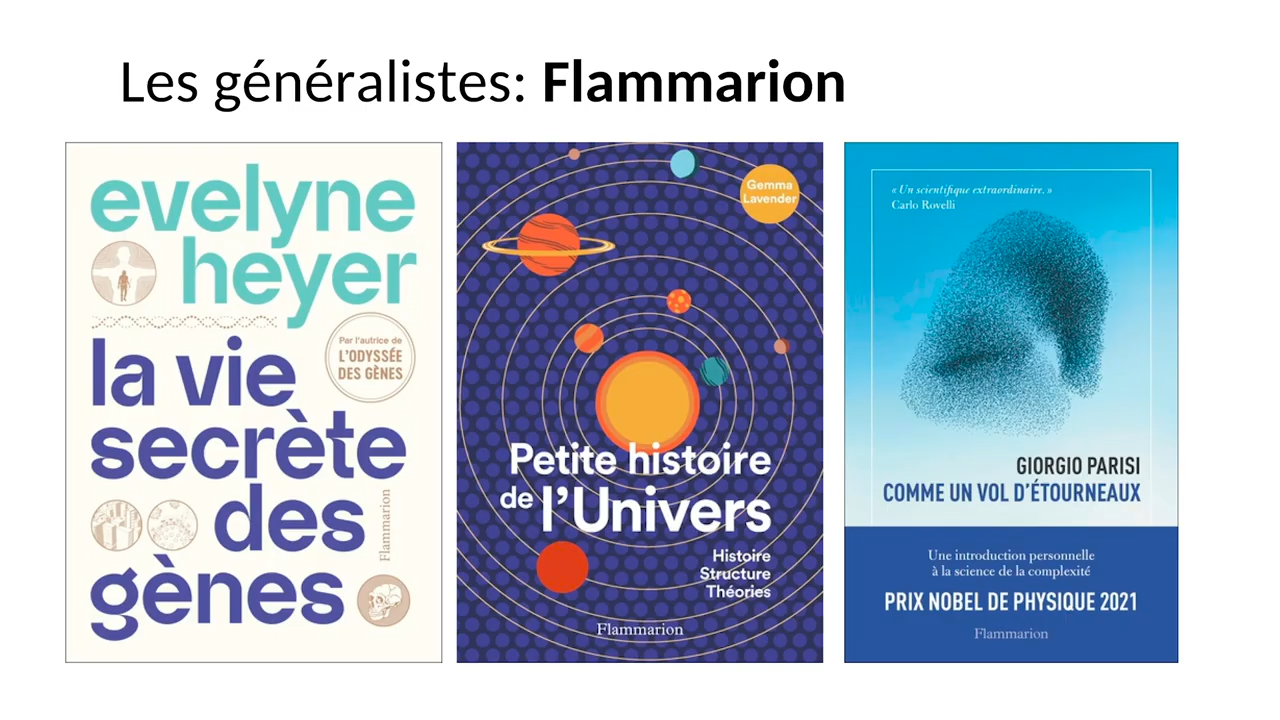 Les généralistes: Flammarion
evelyne
heyer
Par l'autrice de
L'ODYSSÉE
DES GÈNES
la vie
secrète
des
gènes
Flammarion
Gemma
Lavender
Petite histoire
de l'Univers
Histoire
Structure
Théories
Flammarion
« Un scientifique extraordinaire. »
Carlo Rovelli
GIORGIO PARISI
COMME UN VOL D'ÉTOURNEAUX
Une introduction personnelle
à la science de la complexité
PRIX NOBEL DE PHYSIQUE 2021
Flammarion